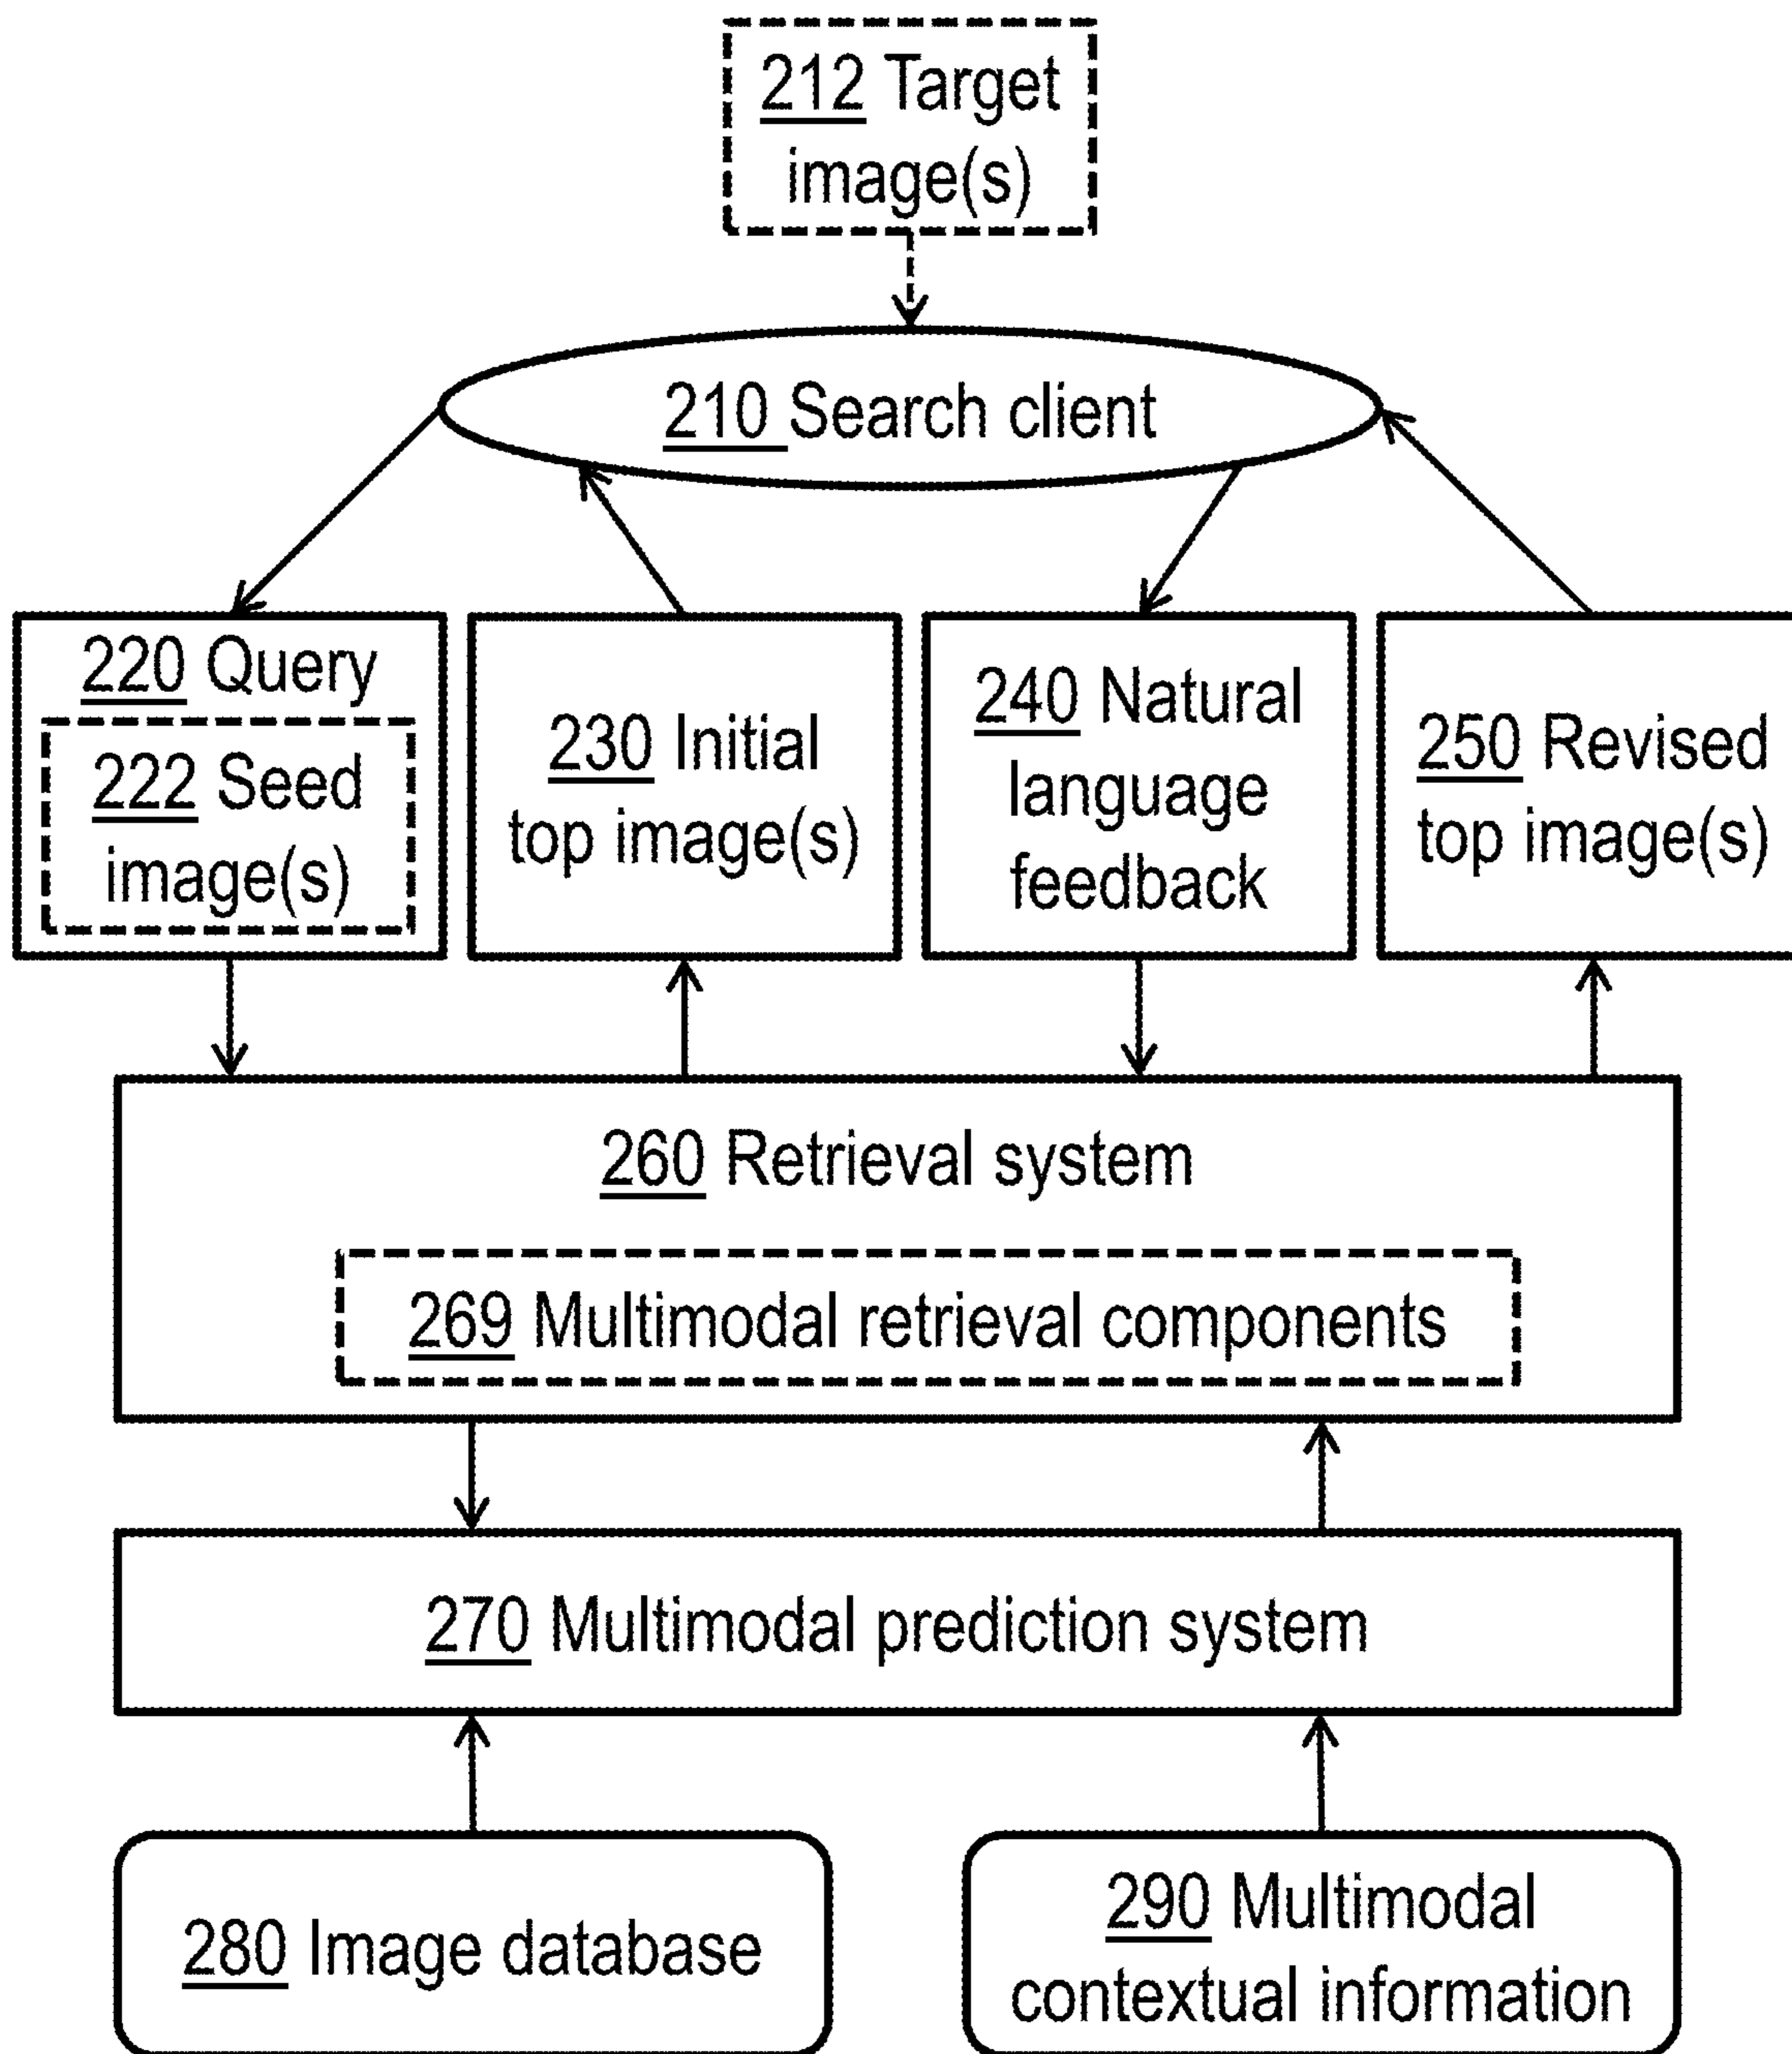 212 Target
image(s)
210 Search client
220 Query
222 Seed
image(s)
230 Initial
top image(s)
240 Natural
language
feedback
250 Revised
top image(s)
260 Retrieval system
269 Multimodal retrieval components
270 Multimodal prediction system
280 Image database
290 Multimodal
contextual information